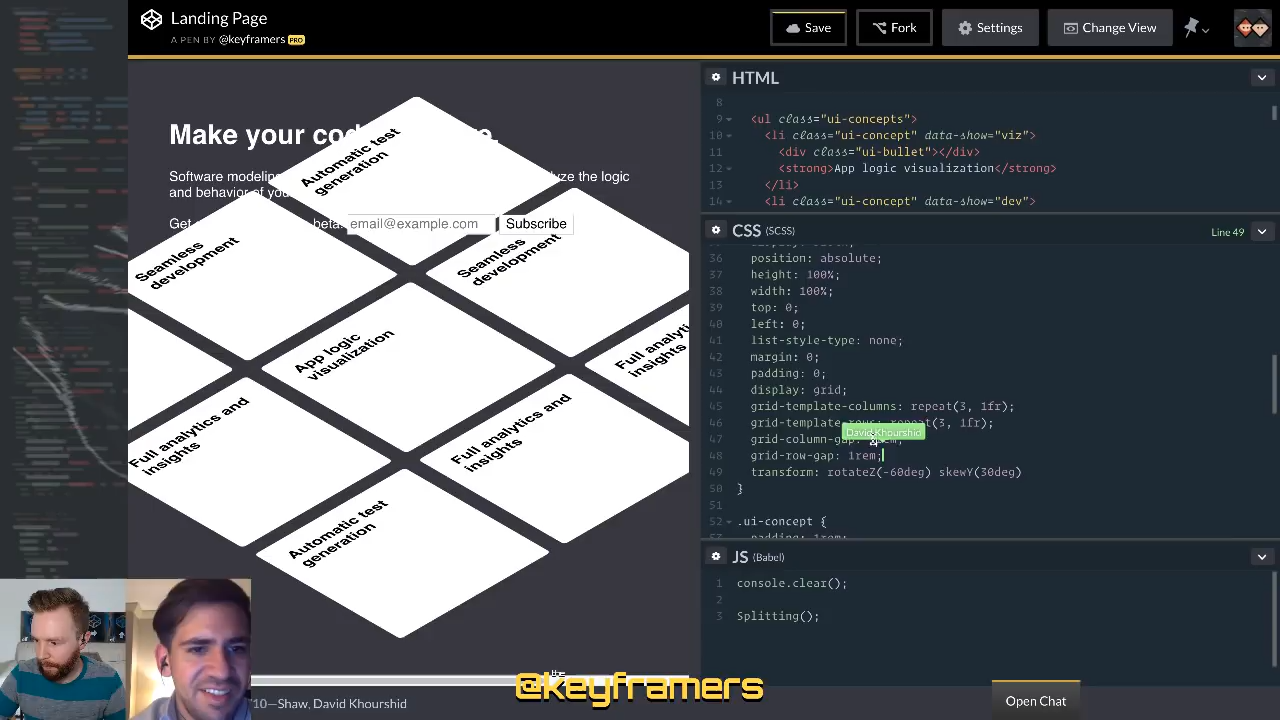 Landing Page
A PEN BY @keyframers PRO
Save
Fork
Settings
Change View
Make your co
Software modelin
lyze the logic
and behavior of yo
Get
beta:
email@example.com
Subscribe
Automatic test
generation
Seamless
development
Seamless
development
App logic
visualization
Full analyti
insights
Full analytics and
insights
Full analytics and
insights
Automatic test
generation
HTML
8
9 <ul class="ui-concepts">
10 <li class="ui-concept" data-show="viz">
11 <div class="ui-bullet"></div>
12 <strong>App logic visualization</strong>
13 </li>
14 <li class="ui-concept" data-show="dev">
CSS (SCSS)
Line 49
36 position: absolute;
37 height: 100%;
38 width: 100%;
39 top: 0;
40 left: 0;
41 list-style-type: none;
42 margin: 0;
43 padding: 0;
44 display: grid;
45 grid-template-columns: repeat(3, 1fr);
46 grid-template-rows: repeat(3, 1fr);
David Khourshid
47 grid-column-gap:
48 grid-row-gap: 1rem;
49 transform: rotateZ(-60deg) skewY(30deg)
50 }
51
52 .ui-concept {
padding: 1rem;
JS (Babel)
1 console.clear();
2
3 Splitting();
@keyframers
10—Shaw, David Khourshid
Open Chat